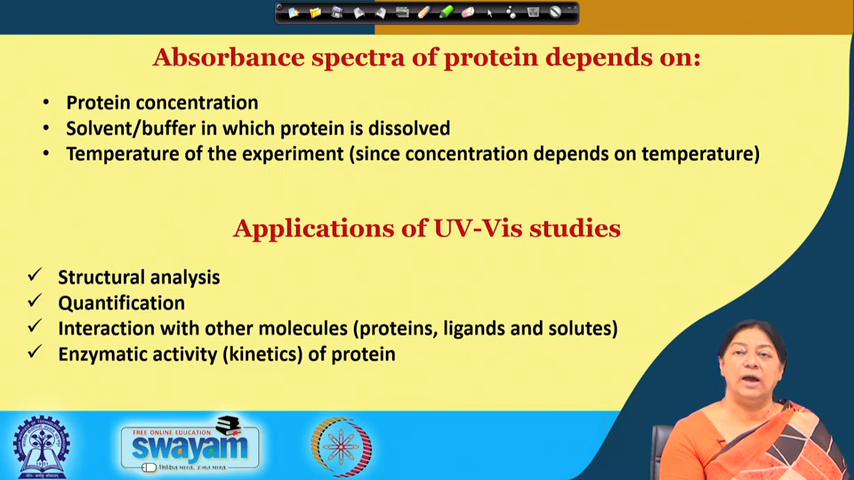 Absorbance spectra of protein depends on:
• Protein concentration
• Solvent/buffer in which protein is dissolved
• Temperature of the experiment (since concentration depends on temperature)
Applications of UV-Vis studies
✓ Structural analysis
✓ Quantification
✓ Interaction with other molecules (proteins, ligands and solutes)
✓ Enzymatic activity (kinetics) of protein
FREE ONLINE EDUCATION
swayam